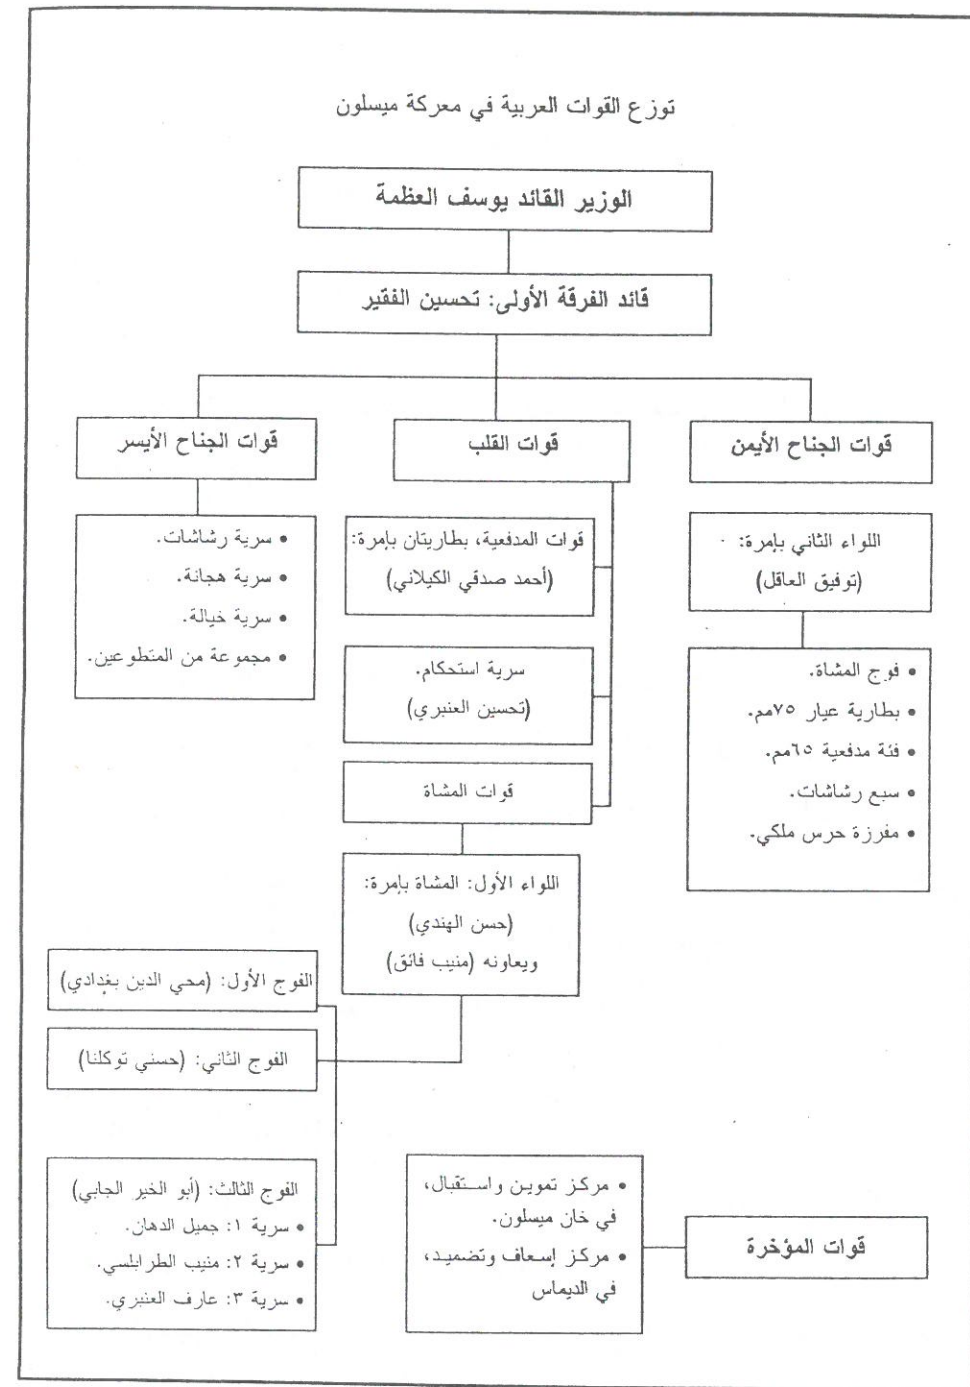 توزع القوات العربية في معركة ميسلون
الوزير القائد يوسف العظمة
قائد الفرقة الأولى: تحسين الفقير
قوات الجناح الأيمن
اللواء الثاني بإمرة:
(توفيق العاقل)
• فوج المشاة.
• بطارية عيار ٧٥مم.
• فئة مدفعية ٦٥مم.
• سبع رشاشات.
• مفرزة حرس ملكي.
قوات القلب
قوات المدفعية، بطاريتان بإمرة:
(أحمد صدقي الكيلاني)
سرية استحكام.
(تحسين العنبري)
قوات المشاة
اللواء الأول: المشاة بإمرة:
(حسن الهندي)
ويعاونه (منيب فائق)
الفوج الأول: (محي الدين بغدادي)
الفوج الثاني: (حسني توكلنا)
الفوج الثالث: (أبو الخير الجابي)
• سرية ١: جميل الدهان.
• سرية ٢: منيب الطرابلسي.
• سرية ٣: عارف العنبري.
قوات الجناح الأيسر
• سرية رشاشات.
• سرية هجانة.
• سرية خيالة.
• مجموعة من المتطوعين.
قوات المؤخرة
• مركز تموين واستقبال،
في خان ميسلون.
• مركز إسعاف وتضميد،
في الديماس